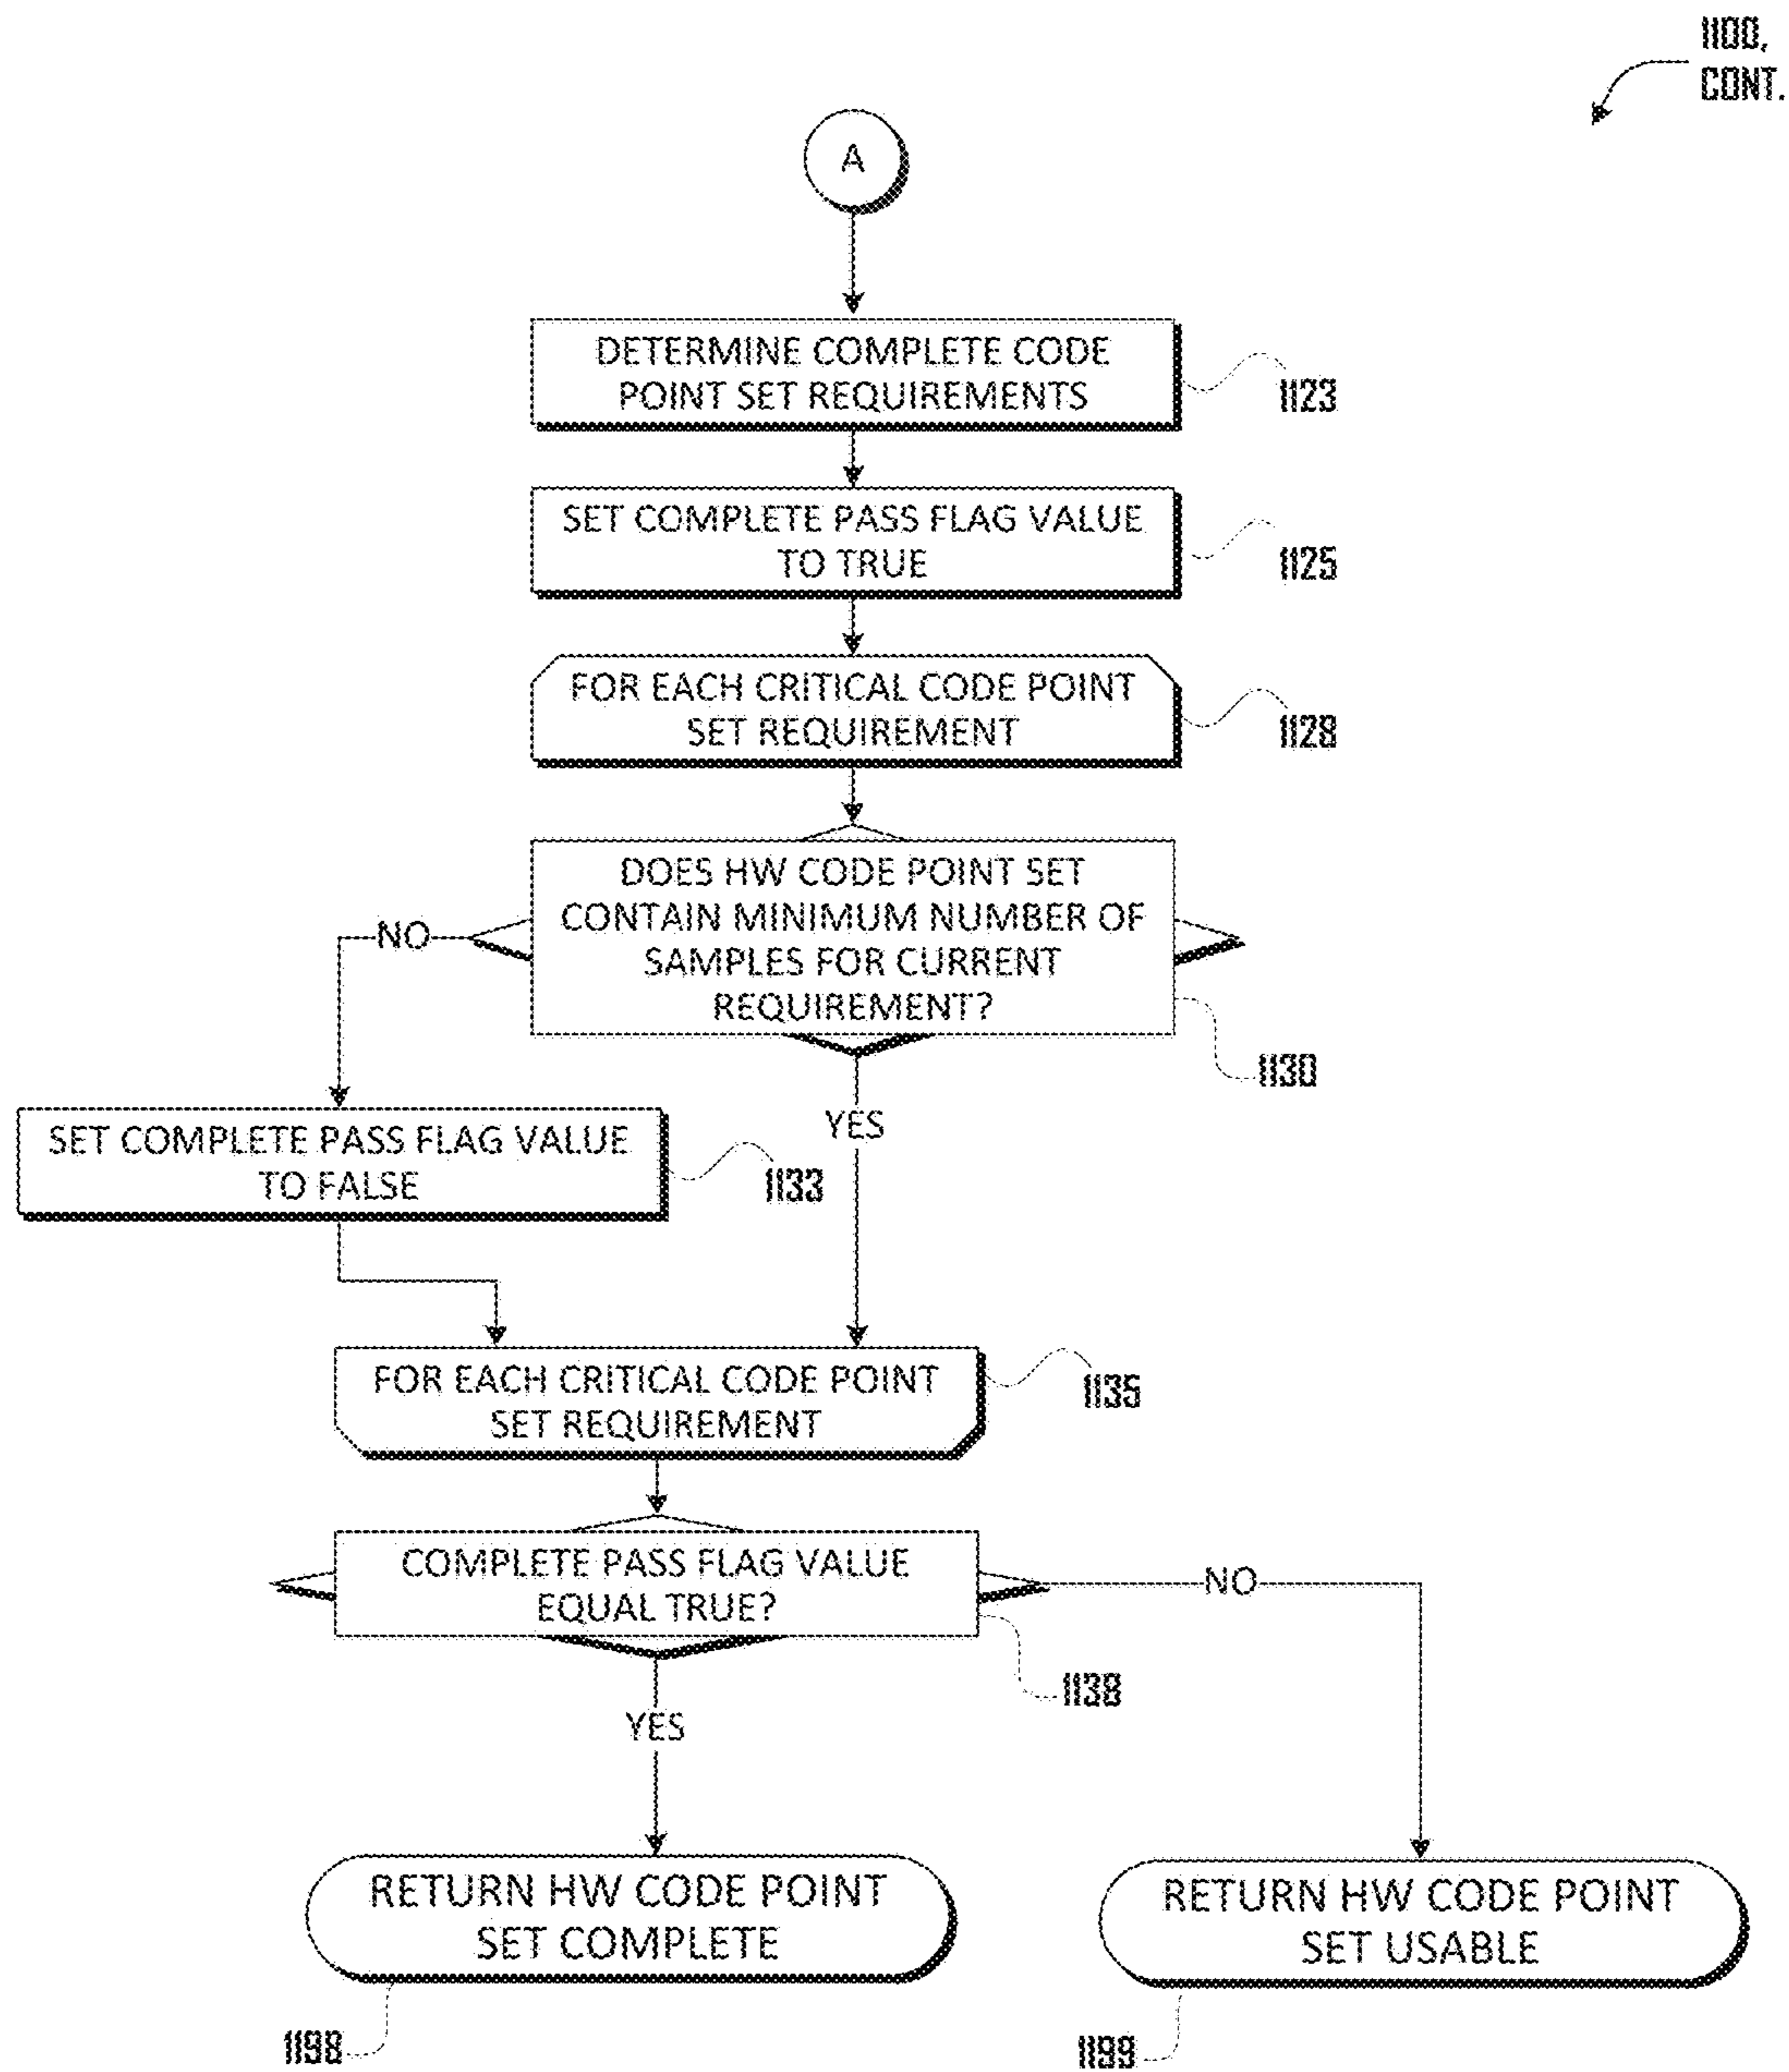 1100,
CONT.
A
DETERMINE COMPLETE CODE
POINT SET REQUIREMENTS
1123
SET COMPLETE PASS FLAG VALUE
TO TRUE
1125
FOR EACH CRITICAL CODE POINT
SET REQUIREMENT
1128
DOES HW CODE POINT SET
CONTAIN MINIMUM NUMBER OF
SAMPLES FOR CURRENT
REQUIREMENT?
NO
1130
YES
SET COMPLETE PASS FLAG VALUE
TO FALSE
1133
FOR EACH CRITICAL CODE POINT
SET REQUIREMENT
1135
COMPLETE PASS FLAG VALUE
EQUAL TRUE?
NO
1138
YES
RETURN HW CODE POINT
SET COMPLETE
1198
RETURN HW CODE POINT
SET USABLE
1199